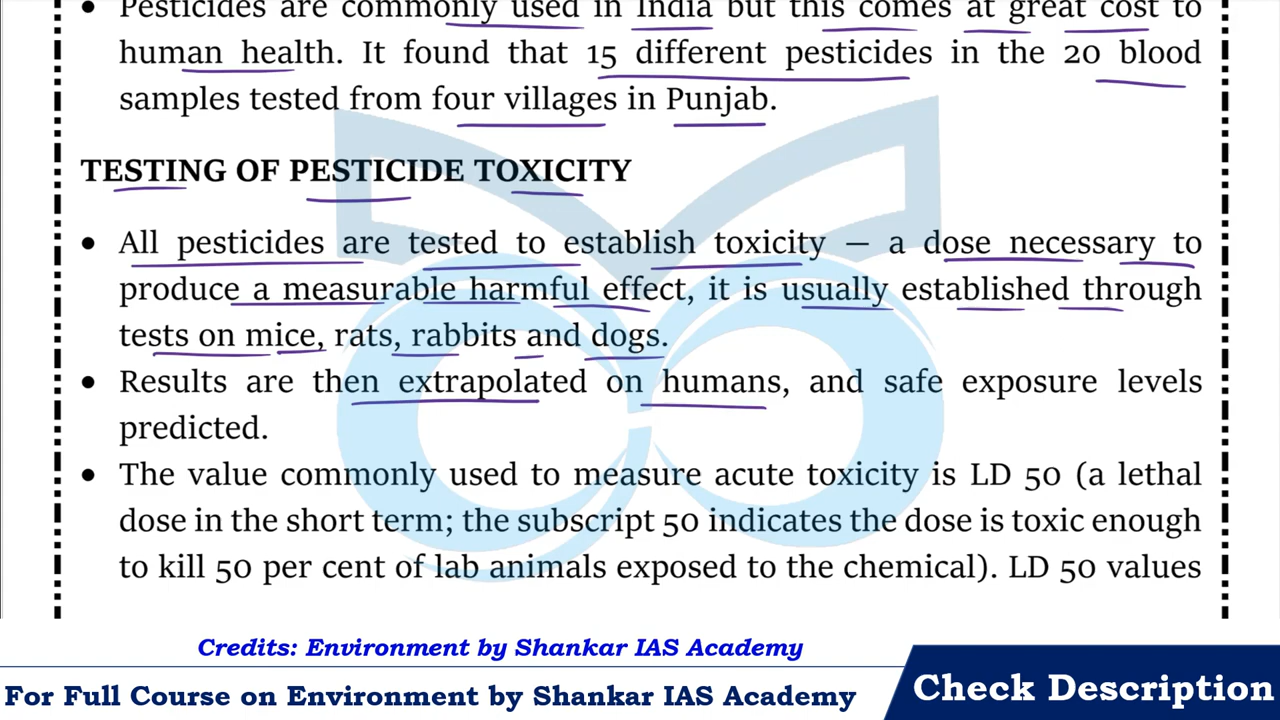 Pesticides are commonly used in India but this comes at great cost to
human health. It found that 15 different pesticides in the 20 blood
samples tested from four villages in Punjab.
TESTING OF PESTICIDE TOXICITY
• All pesticides are tested to establish toxicity — a dose necessary to
produce a measurable harmful effect, it is usually established through
tests on mice, rats, rabbits and dogs.
• Results are then extrapolated on humans, and safe exposure levels
predicted.
• The value commonly used to measure acute toxicity is LD 50 (a lethal
dose in the short term; the subscript 50 indicates the dose is toxic enough
to kill 50 per cent of lab animals exposed to the chemical). LD 50 values
Credits: Environment by Shankar IAS Academy
For Full Course on Environment by Shankar IAS Academy
Check Description